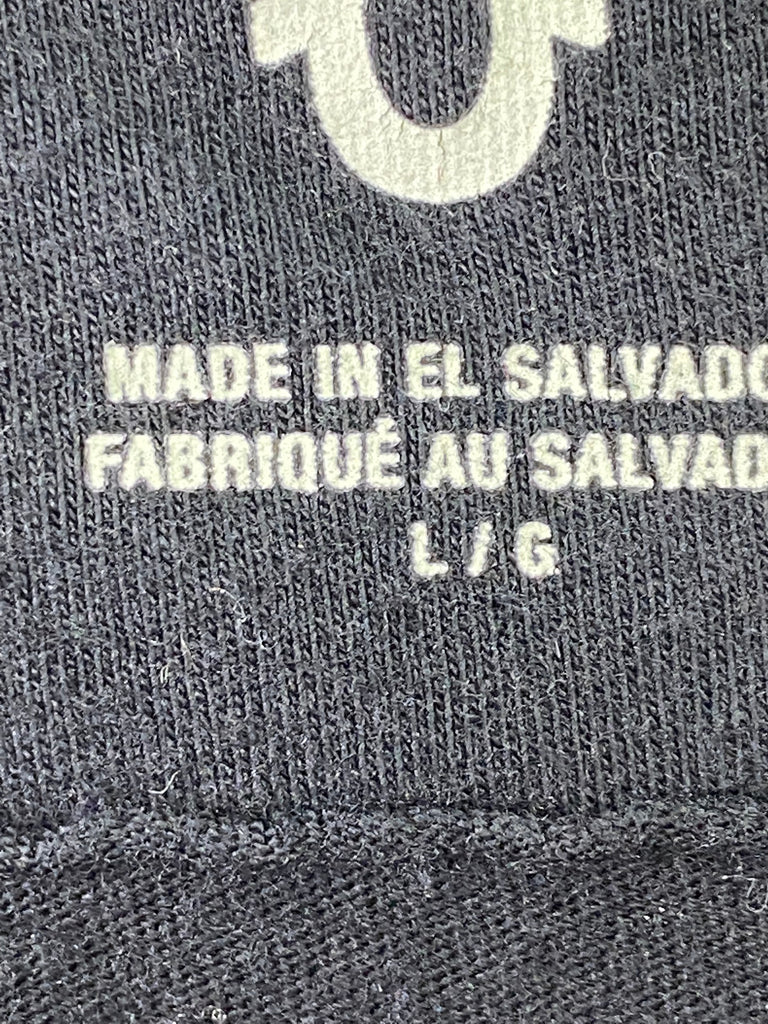 MADE IN EL SALVADO
FABRIQUÉ AU SALVAD
L / G